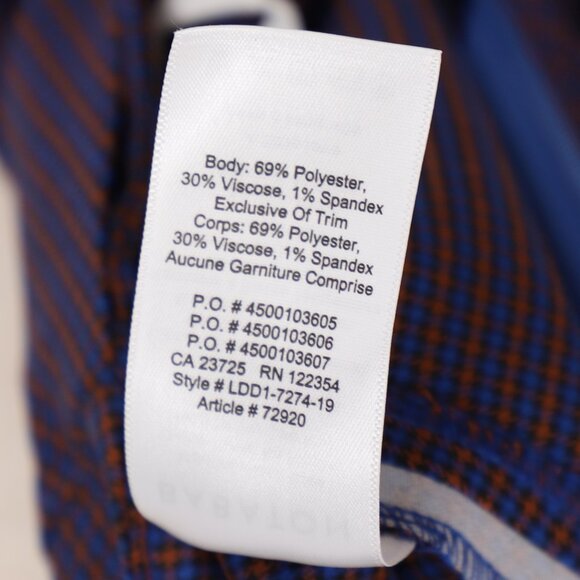 Body: 69% Polyester,
30% Viscose, 1% Spandex
Exclusive Of Trim
Corps: 69% Polyester,
30% Viscose, 1% Spandex
Aucune Garniture Comprise
P.O. # 4500103605
P.O. # 4500103606
P.O. # 4500103607
CA 23725 RN 122354
Style # LDD1-7274-19
Article # 72920
BABATON